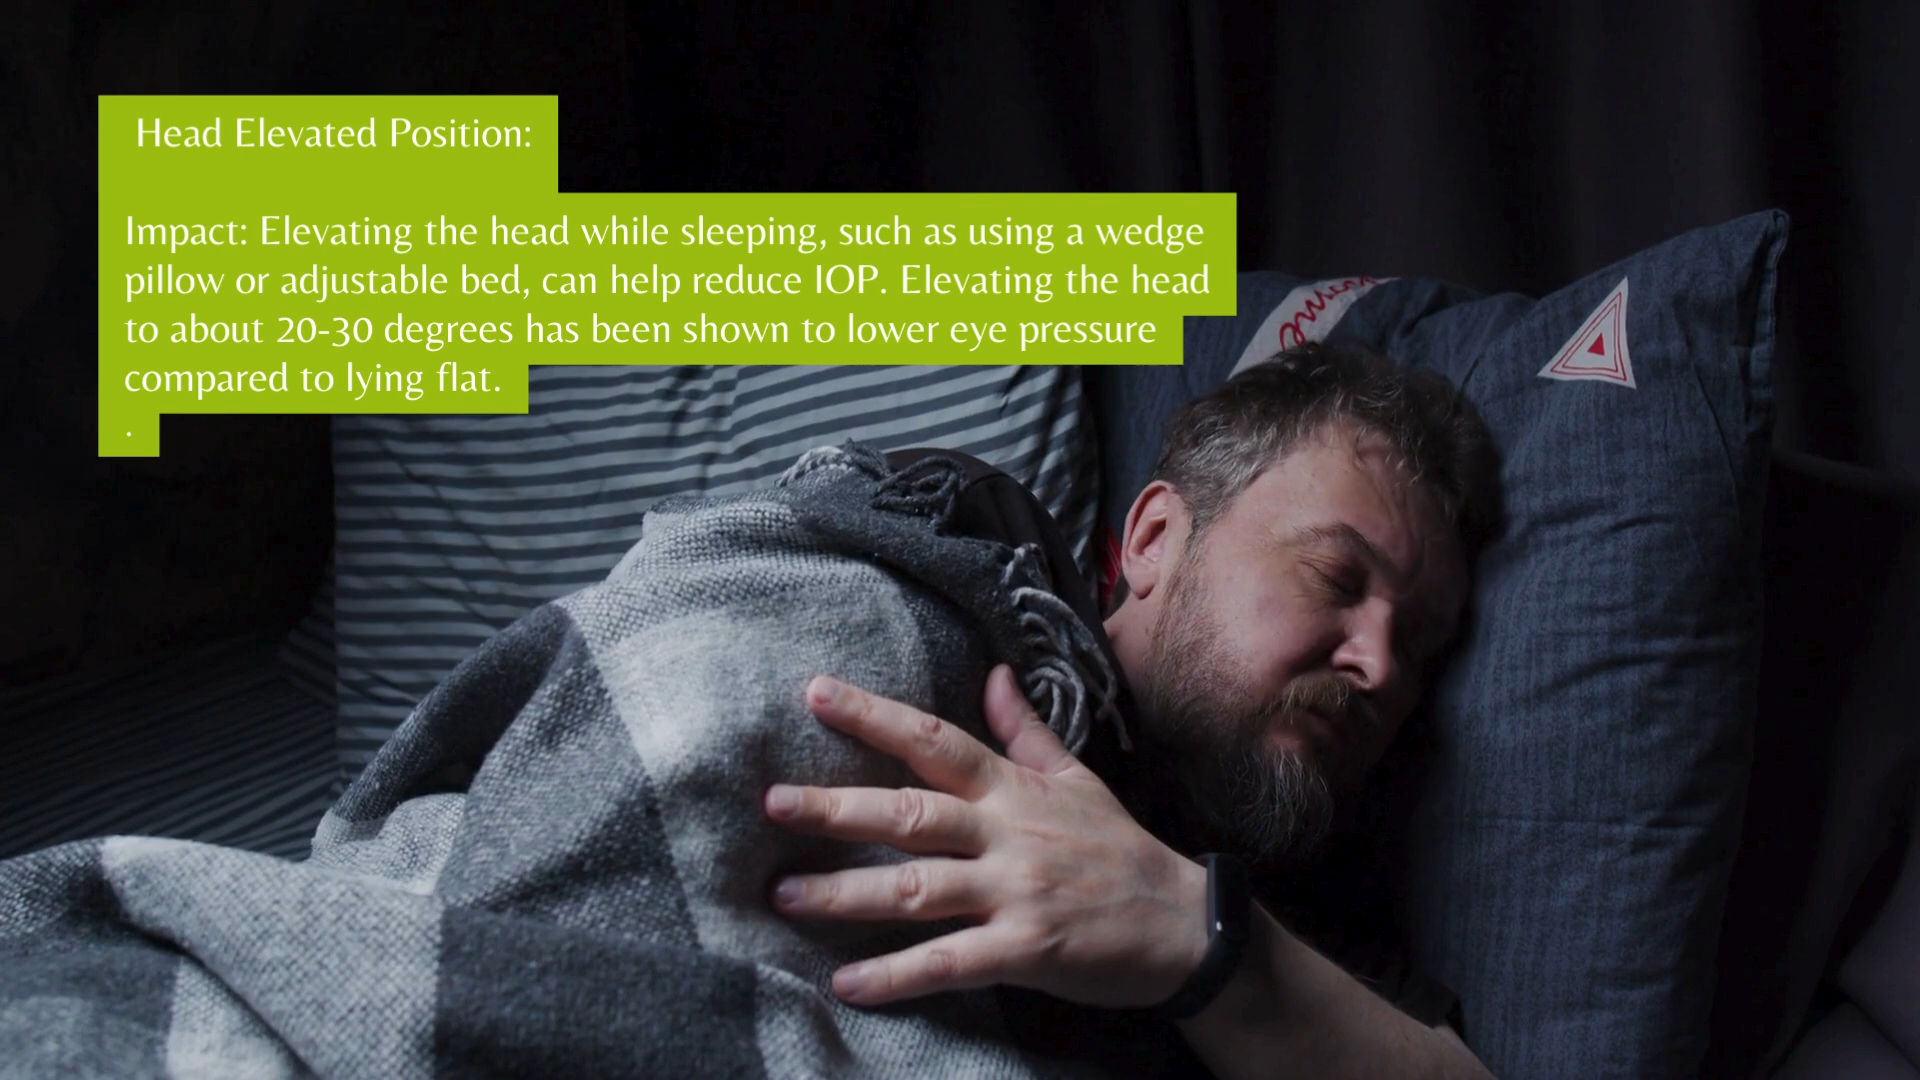 Head Elevated Position:
Impact: Elevating the head while sleeping, such as using a wedge
pillow or adjustable bed, can help reduce IOP. Elevating the head
to about 20-30 degrees has been shown to lower eye pressure
compared to lying flat.
.